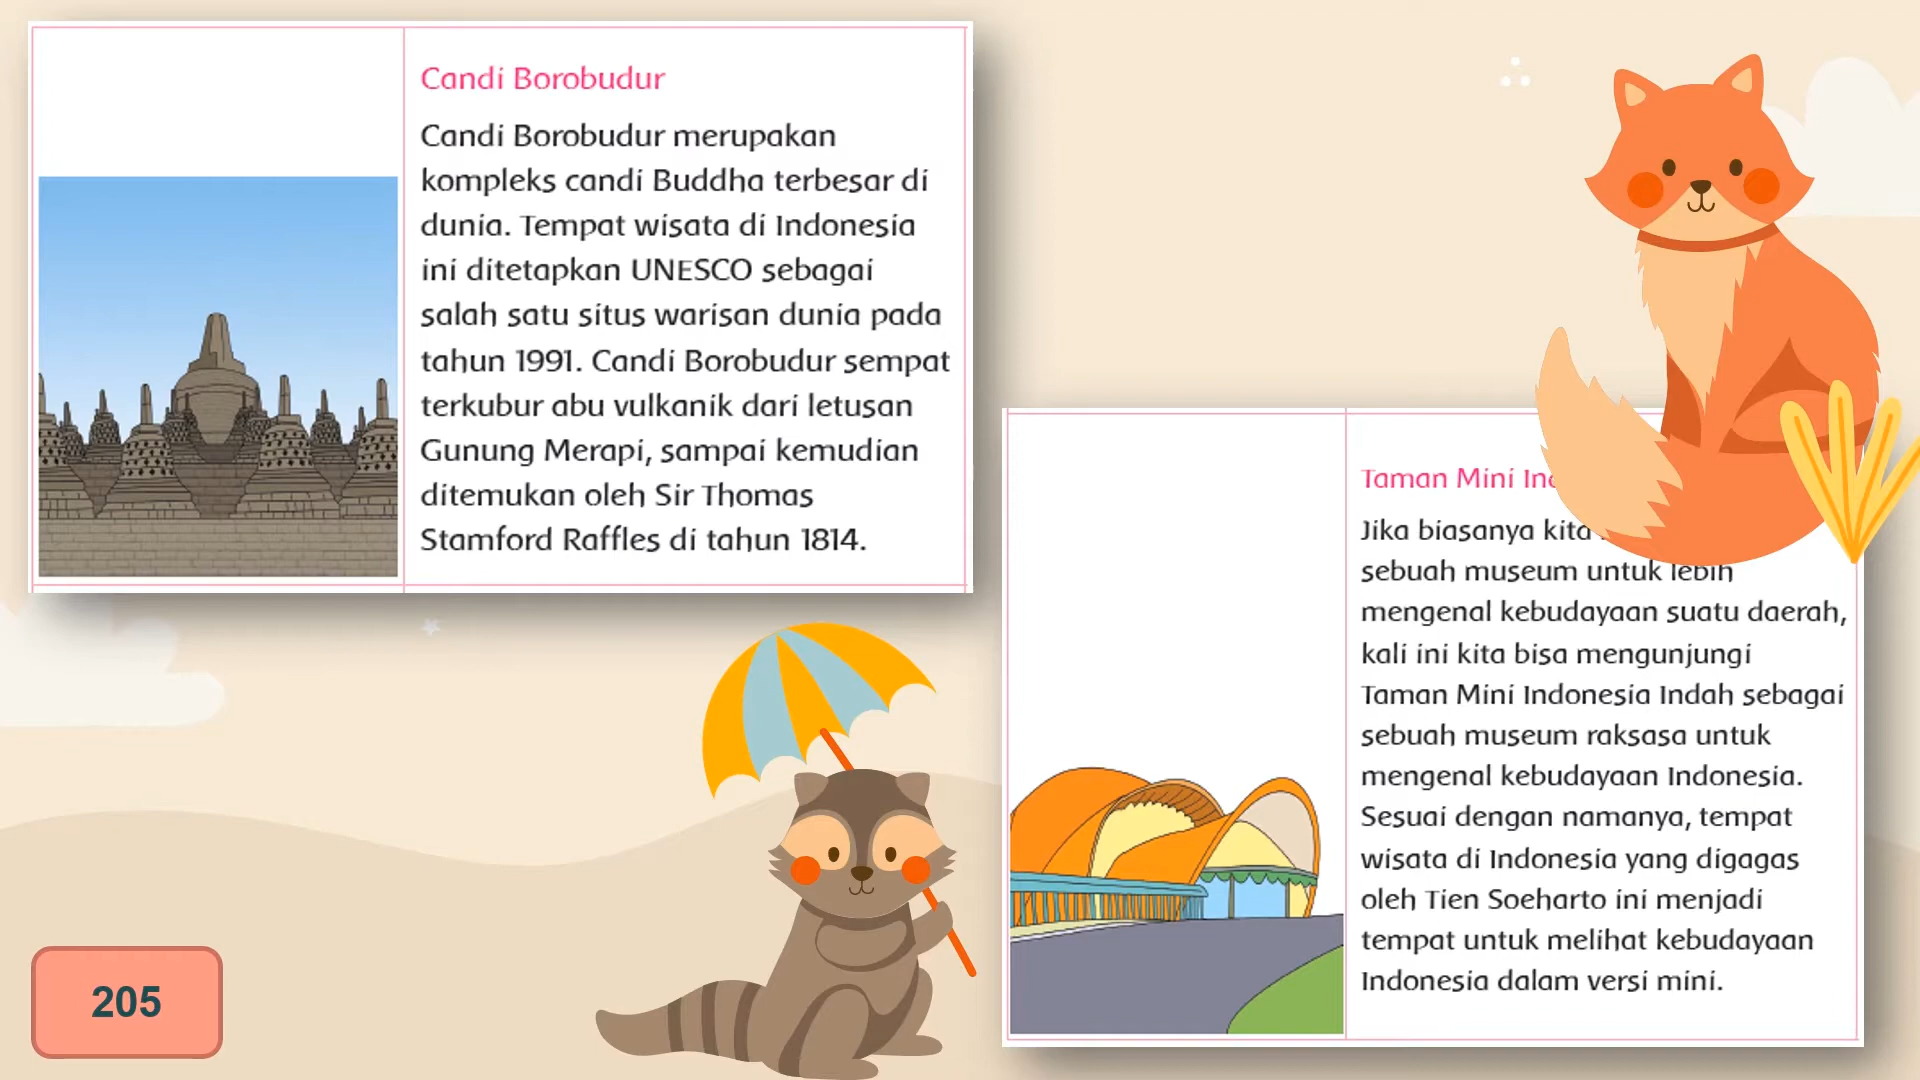 Candi Borobudur
Candi Borobudur merupakan
kompleks candi Buddha terbesar di
dunia. Tempat wisata di Indonesia
ini ditetapkan UNESCO sebagai
salah satu situs warisan dunia pada
tahun 1991. Candi Borobudur sempat
terkubur abu vulkanik dari letusan
Gunung Merapi, sampai kemudian
ditemukan oleh Sir Thomas
Stamford Raffles di tahun 1814.
Taman Mini
Jika biasanya kita
sebuah museum untuk lebih
mengenal kebudayaan suatu daerah,
kali ini kita bisa mengunjungi
Taman Mini Indonesia Indah sebagai
sebuah museum raksasa untuk
mengenal kebudayaan Indonesia.
Sesuai dengan namanya, tempat
wisata di Indonesia yang digagas
oleh Tien Soeharto ini menjadi
tempat untuk melihat kebudayaan
Indonesia dalam versi mini.
205